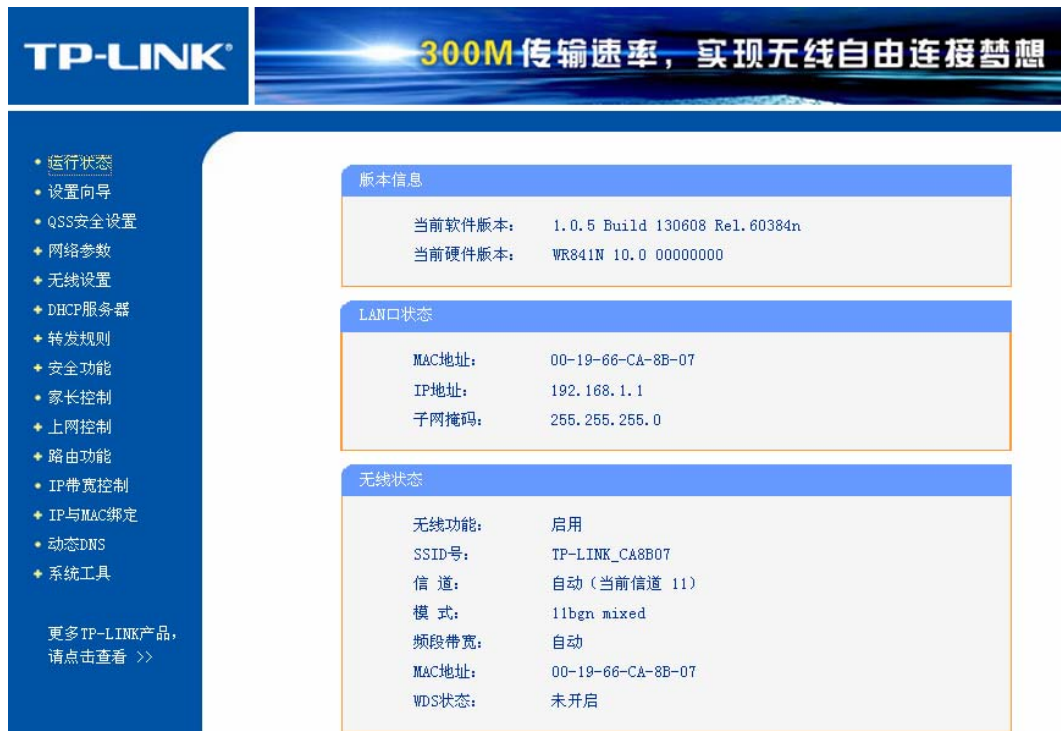 TP-LINK®
300M传输速率，实现无线自由连接梦想
运行状态
设置向导
QSS安全设置
网络参数
无线设置
DHCP服务器
转发规则
安全功能
家长控制
上网控制
路由功能
IP带宽控制
IP与MAC绑定
动态DNS
系统工具
更多TP-LINK产品，
请点击查看 >>
版本信息
当前软件版本： 1.0.5 Build 130608 Rel.60384n
当前硬件版本： WR841N 10.0 00000000
LAN口状态
MAC地址： 00-19-66-CA-8B-07
IP地址： 192.168.1.1
子网掩码： 255.255.255.0
无线状态
无线功能： 启用
SSID号： TP-LINK_CA8B07
信 道： 自动（当前信道 11）
模 式： 11bgn mixed
频段带宽： 自动
MAC地址： 00-19-66-CA-8B-07
WDS状态： 未开启